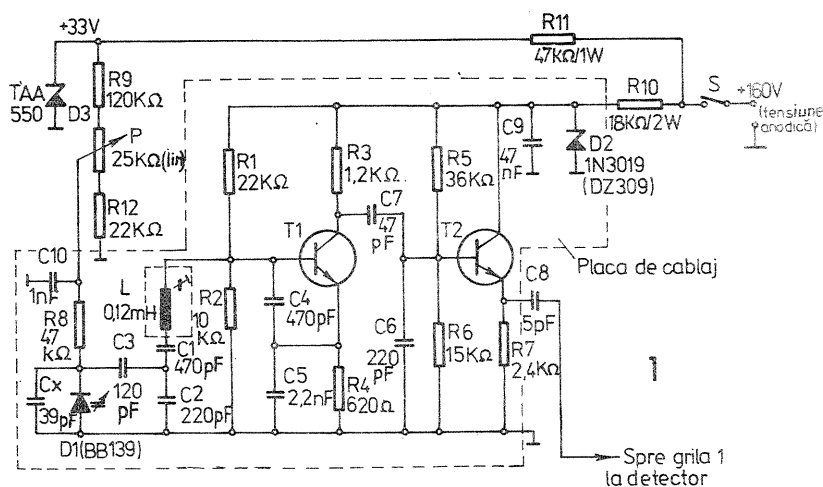 +33V
R11
47KΩ/1W
TAA
550
D3
R9
120KΩ
P
25KΩ(lin)
R12
22KΩ
R10
18KΩ/2W
S
+160V
(tensiune
anodică)
C9
47
nF
D2
1N3019
(DZ309)
R1
22KΩ
R3
1,2KΩ
C7
47
pF
R5
36KΩ
T1
T2
Placa de cablaj
C10
1nF
L
0,12mH
R2
10
kΩ
C4
470pF
C8
5pF
R8
47
kΩ
C3
120
pF
C1
470pF
C6
220
pF
R6
15KΩ
R7
2,4KΩ
1
Cx
39pF
C2
220pF
C5
2,2nF
R4
620Ω
D1(BB139)
Spre grila 1
la detector